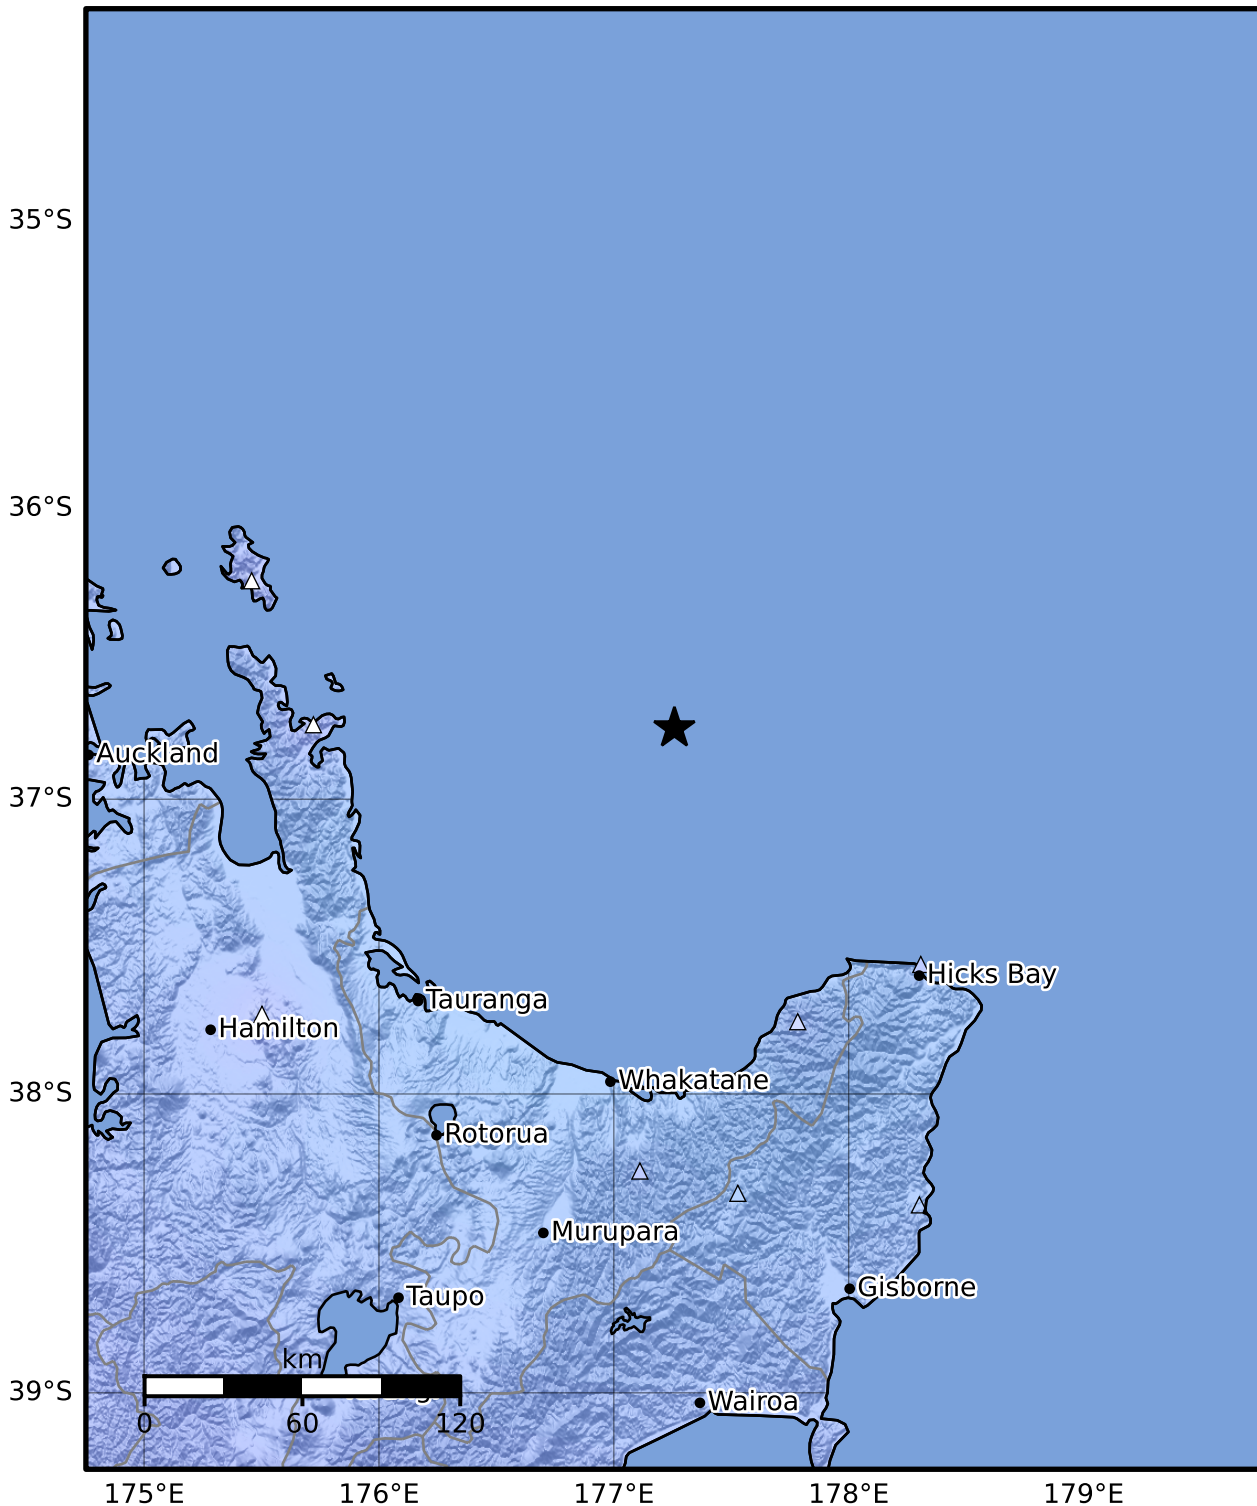 35°S
36°S
Auckland
37°S
Hicks Bay
Tauranga
Hamilton
Whakatane
38°S
Rotorua
Murupara
Gisborne
Taupo
km
39°S
Wairoa
0 60 120
175°E 176°E 177°E 178°E 179°E